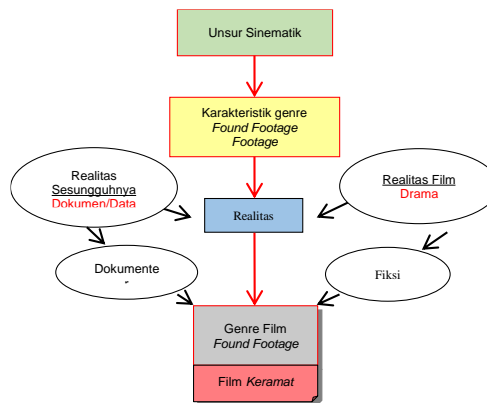 Unsur Sinematik
Karakteristik genre
Found Footage
Footage
Realitas
Sesungguhnya
Dokumen/Data
Realitas Film
Drama
Realitas
Dokumente
Fiksi
Genre Film
Found Footage
Film Keramat